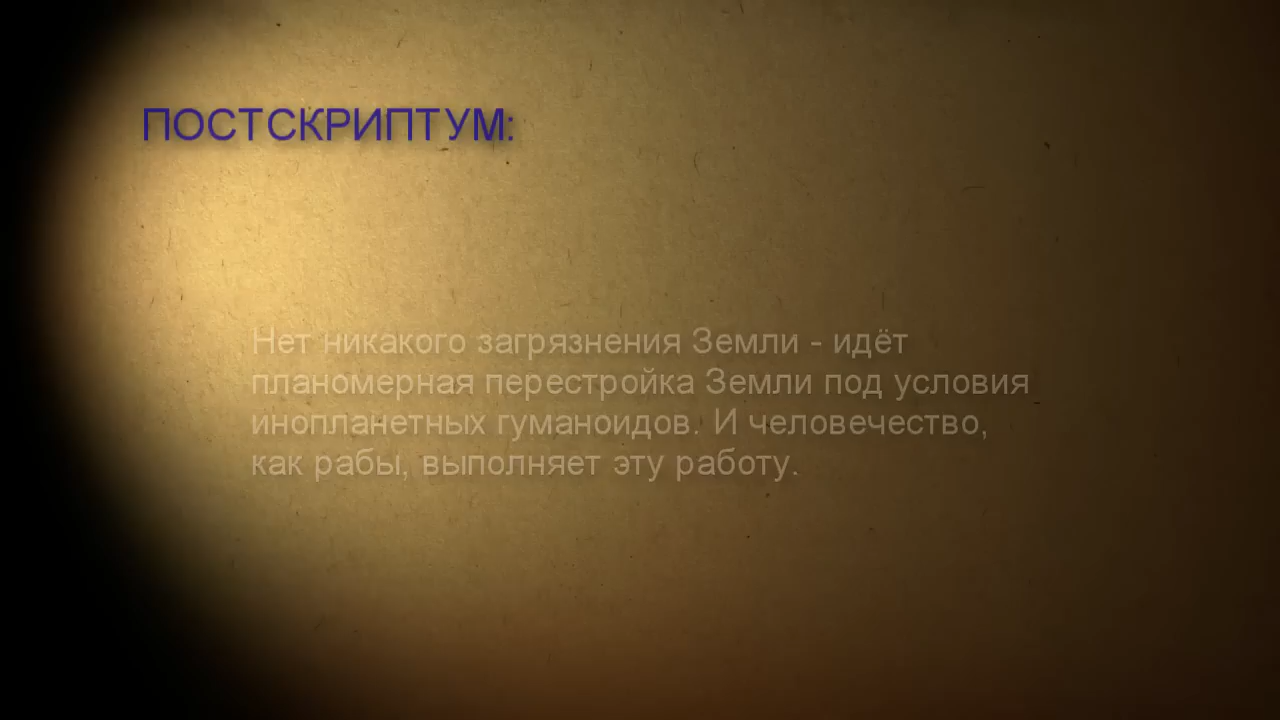 ПОСТСКРИПТУМ:
Нет никакого загрязнения Земли - идёт
планомерная перестройка Земли под условия
инопланетных гуманоидов. И человечество,
как рабы, выполняет эту работу.